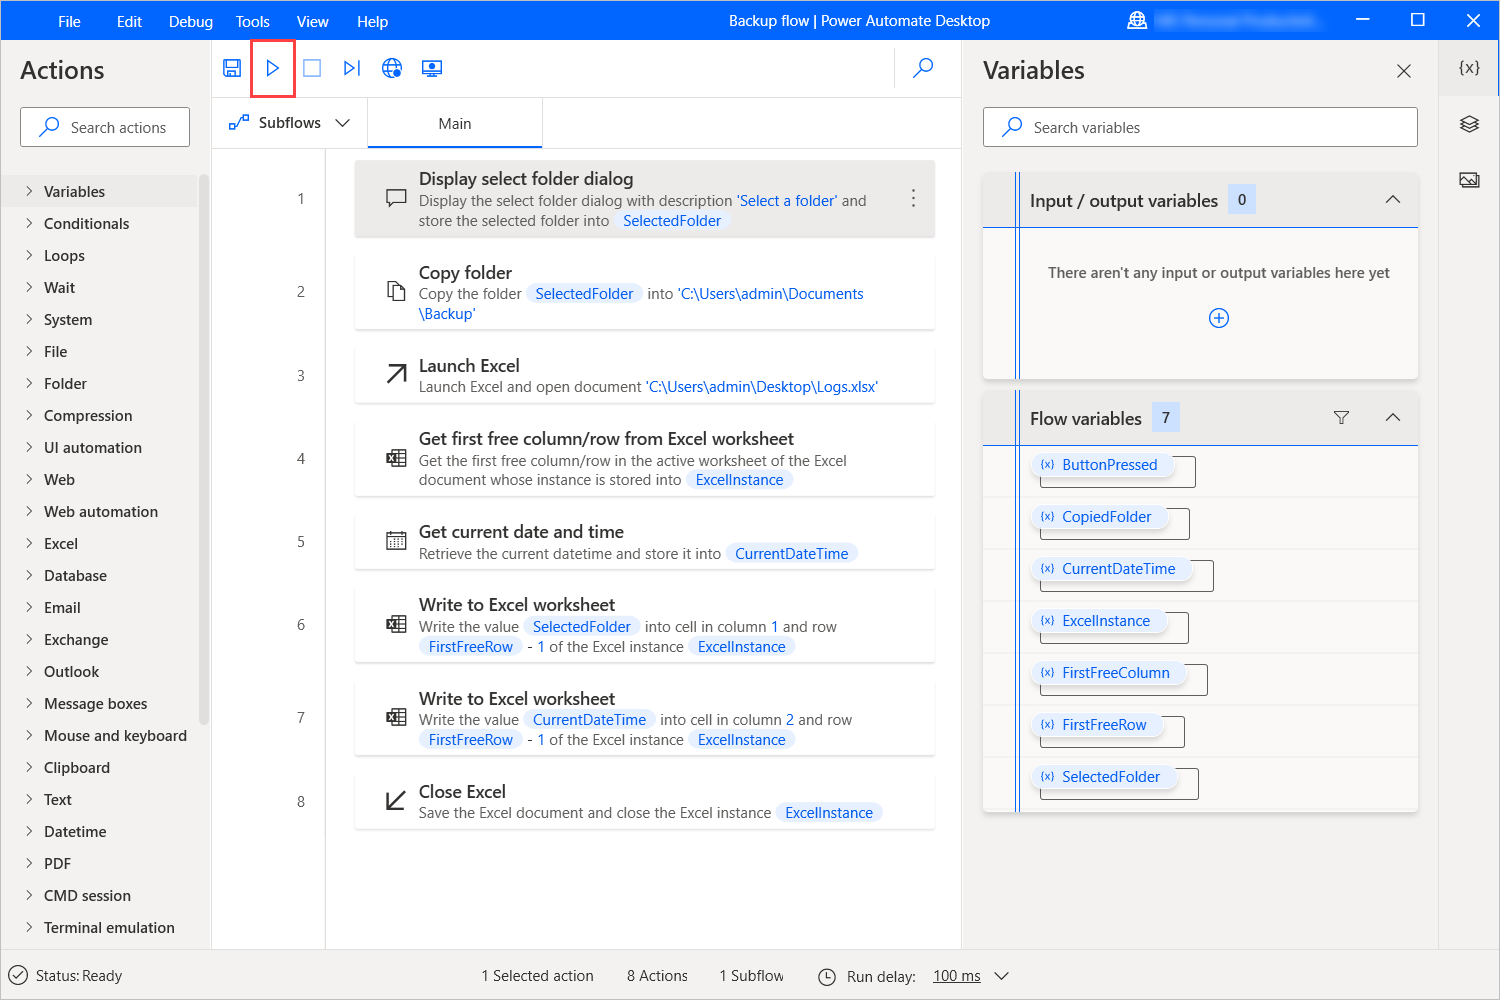 File Edit Debug Tools View Help
Backup flow | Power Automate Desktop
Actions
Search actions
Variables
Conditionals
Loops
Wait
System
File
Folder
Compression
UI automation
Web
Web automation
Excel
Database
Email
Exchange
Outlook
Message boxes
Mouse and keyboard
Clipboard
Text
Datetime
PDF
CMD session
Terminal emulation
Subflows
Main
1
Display select folder dialog
Display the select folder dialog with description 'Select a folder' and
store the selected folder into SelectedFolder
2
Copy folder
Copy the folder SelectedFolder into 'C:\Users\admin\Documents
\Backup'
3
Launch Excel
Launch Excel and open document 'C:\Users\admin\Desktop\Logs.xlsx'
4
Get first free column/row from Excel worksheet
Get the first free column/row in the active worksheet of the Excel
document whose instance is stored into ExcelInstance
5
Get current date and time
Retrieve the current datetime and store it into CurrentDateTime
6
Write to Excel worksheet
Write the value SelectedFolder into cell in column 1 and row
FirstFreeRow - 1 of the Excel instance ExcelInstance
7
Write to Excel worksheet
Write the value CurrentDateTime into cell in column 2 and row
FirstFreeRow - 1 of the Excel instance ExcelInstance
8
Close Excel
Save the Excel document and close the Excel instance ExcelInstance
Variables
{x}
Search variables
Input / output variables 0
There aren't any input or output variables here yet
Flow variables 7
{x} ButtonPressed
{x} CopiedFolder
{x} CurrentDateTime
{x} ExcelInstance
{x} FirstFreeColumn
{x} FirstFreeRow
{x} SelectedFolder
Status: Ready
1 Selected action
8 Actions
1 Subflow
Run delay: 100 ms